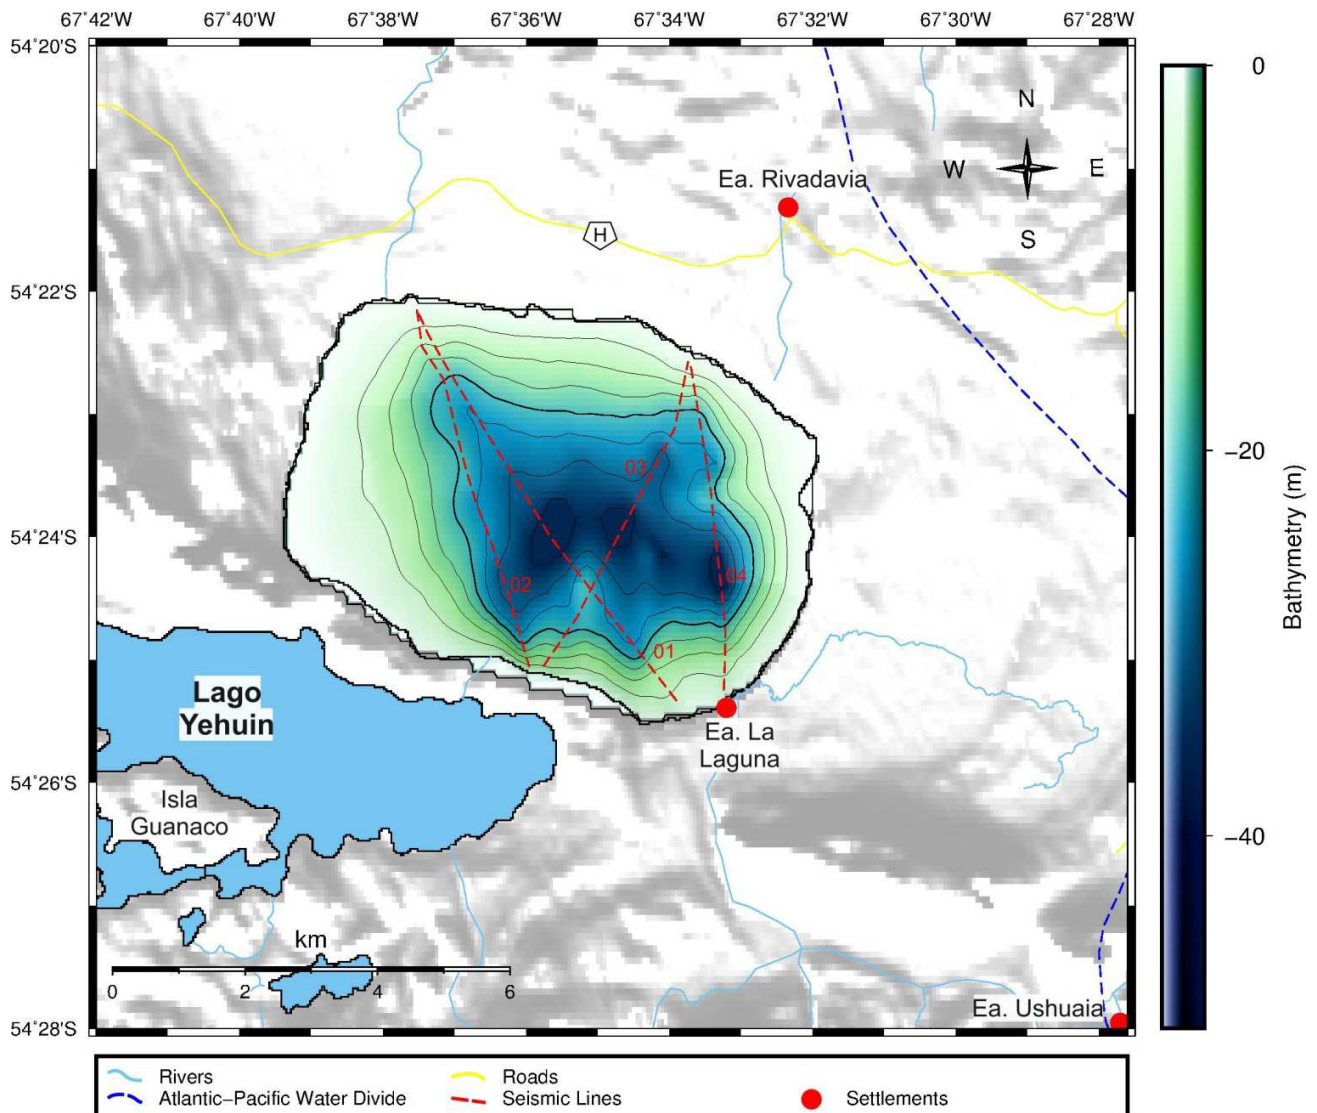 67°42'W 67°40'W 67°38'W 67°36'W 67°34'W 67°32'W 67°30'W 67°28'W
54°20'S
54°22'S
54°24'S
54°26'S
54°28'S
N
W E
S
Ea. Rivadavia
H
03
02
04
01
Lago
Yehuin
Ea. La
Laguna
Isla
Guanaco
km
0 2 4 6
Ea. Ushuaia
0
−20
−40
Bathymetry (m)
Rivers
Roads
Atlantic−Pacific Water Divide
Seismic Lines
Settlements